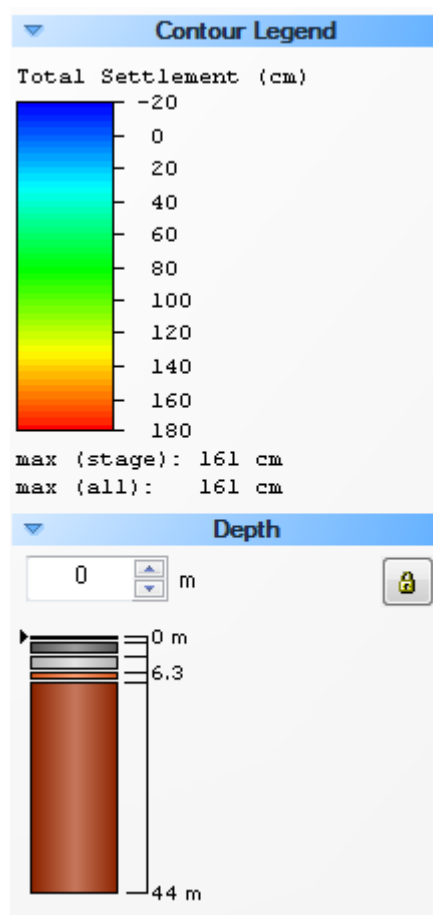 Contour Legend
Total Settlement (cm)
-20
0
20
40
60
80
100
120
140
160
180
max (stage): 161 cm
max (all): 161 cm
Depth
0 m
0 m
6.3
44 m